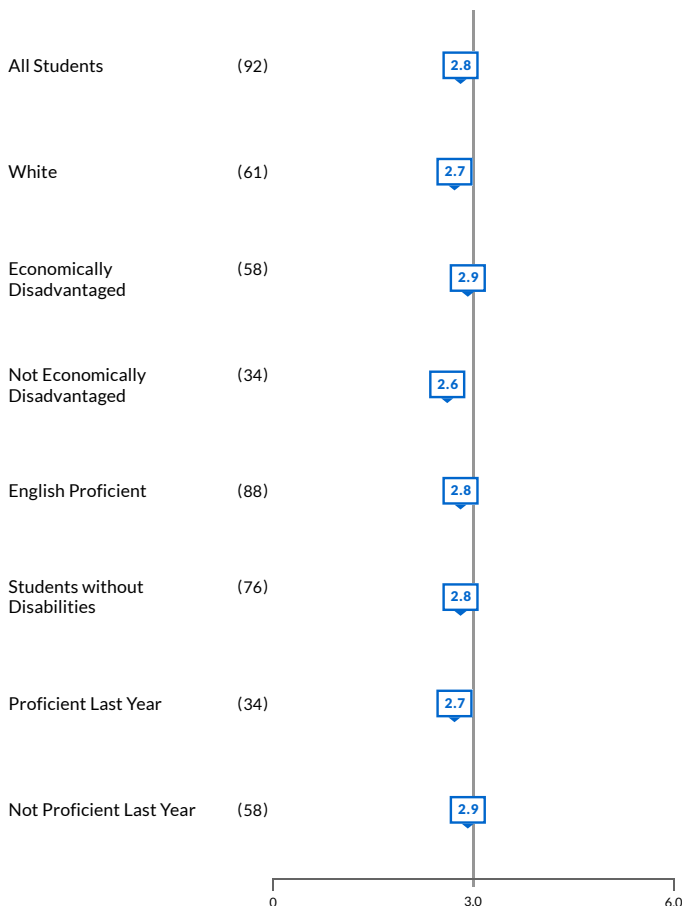 All Students (92) 2.8
White (61) 2.7
Economically (58)
Disadvantaged
2.9
Not Economically (34)
Disadvantaged
2.6
English Proficient (88) 2.8
Students without (76)
Disabilities
2.8
Proficient Last Year (34) 2.7
Not Proficient Last Year (58) 2.9
0 3.0 6.0